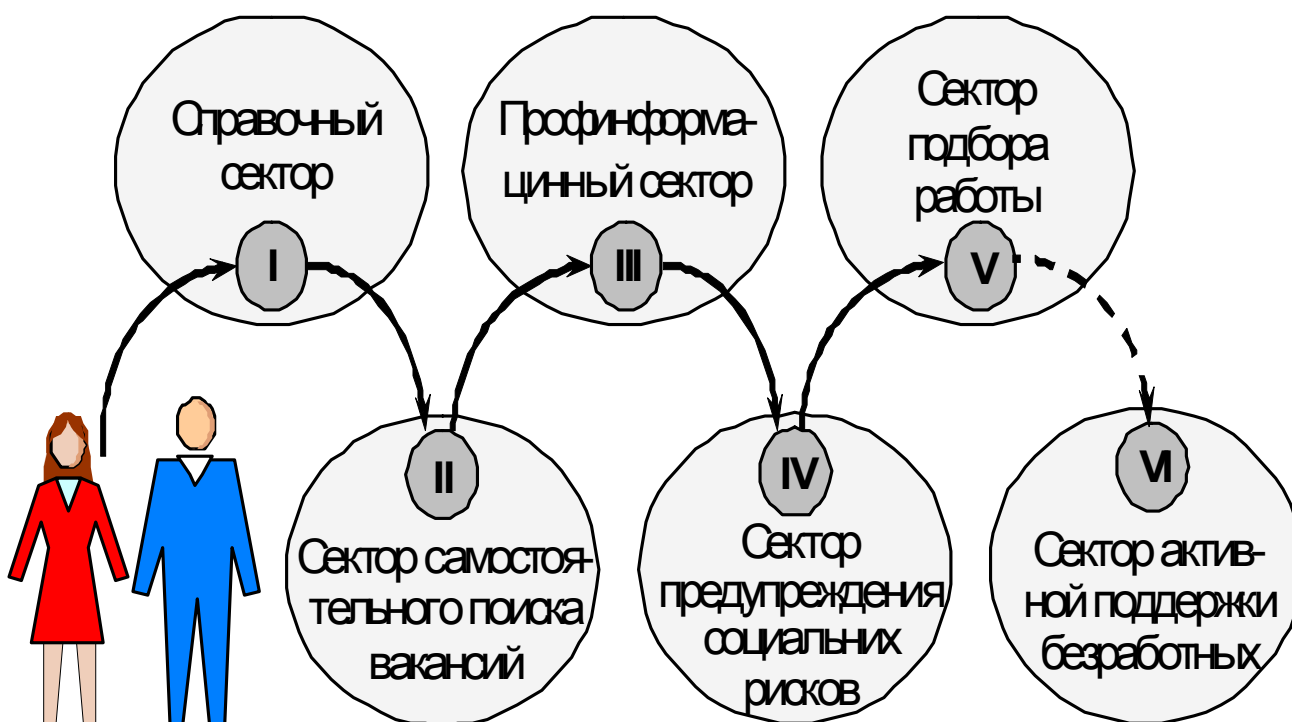 Справочный
сектор
I
Сектор самостоя-
тельного поиска
вакансий
II
Профинформа-
цинный сектор
III
Сектор
предупреждения
социальних
рисков
IV
Сектор
подбора
работы
V
Сектор актив-
ной поддержки
безработных
VI